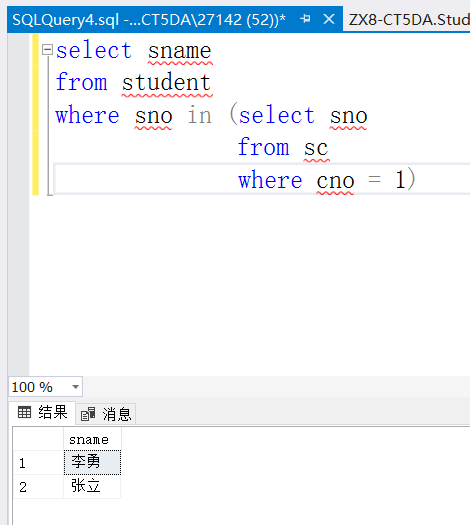 SQLQuery4.sql -...CT5DA\27142 (52))* ZX8-CT5DA.Stud
select sname
from student
where sno in (select sno
from sc
where cno = 1)
100 %
结果 消息
sname
1 李勇
2 张立